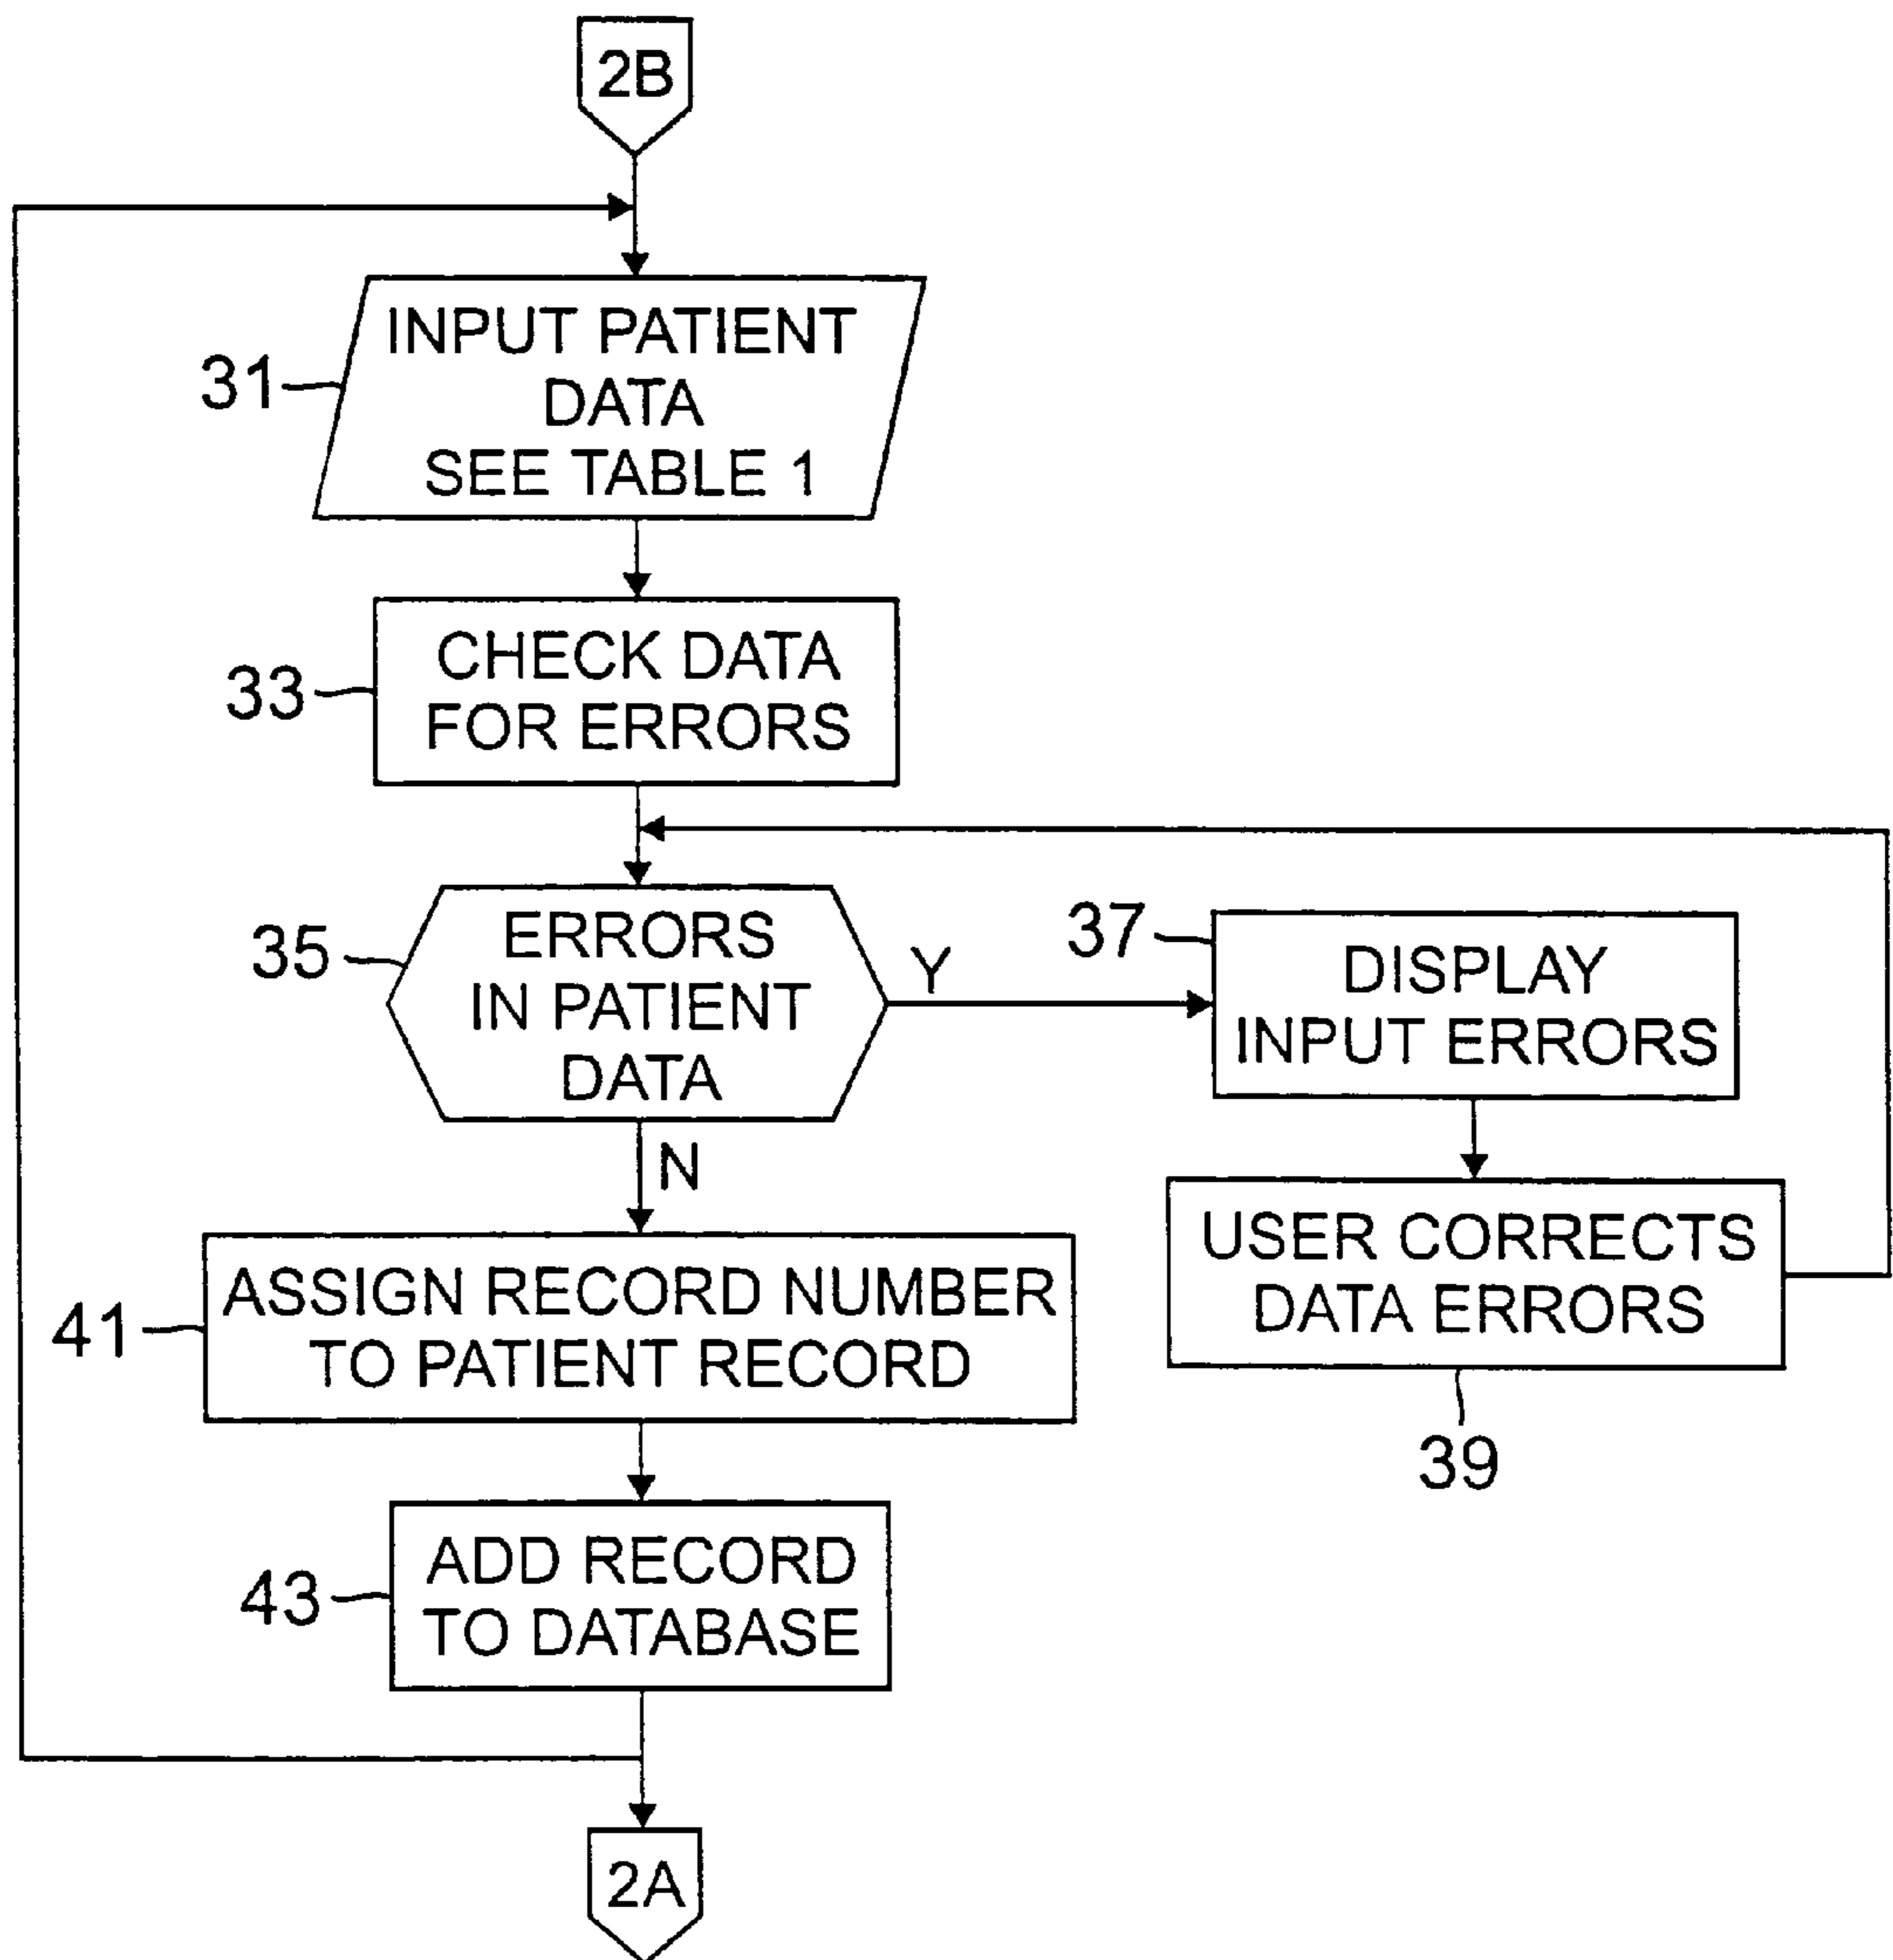 2B
31
INPUT PATIENT
DATA
SEE TABLE 1
33
CHECK DATA
FOR ERRORS
35
ERRORS
IN PATIENT
DATA
Y
N
37
DISPLAY
INPUT ERRORS
USER CORRECTS
DATA ERRORS
39
41
ASSIGN RECORD NUMBER
TO PATIENT RECORD
43
ADD RECORD
TO DATABASE
2A